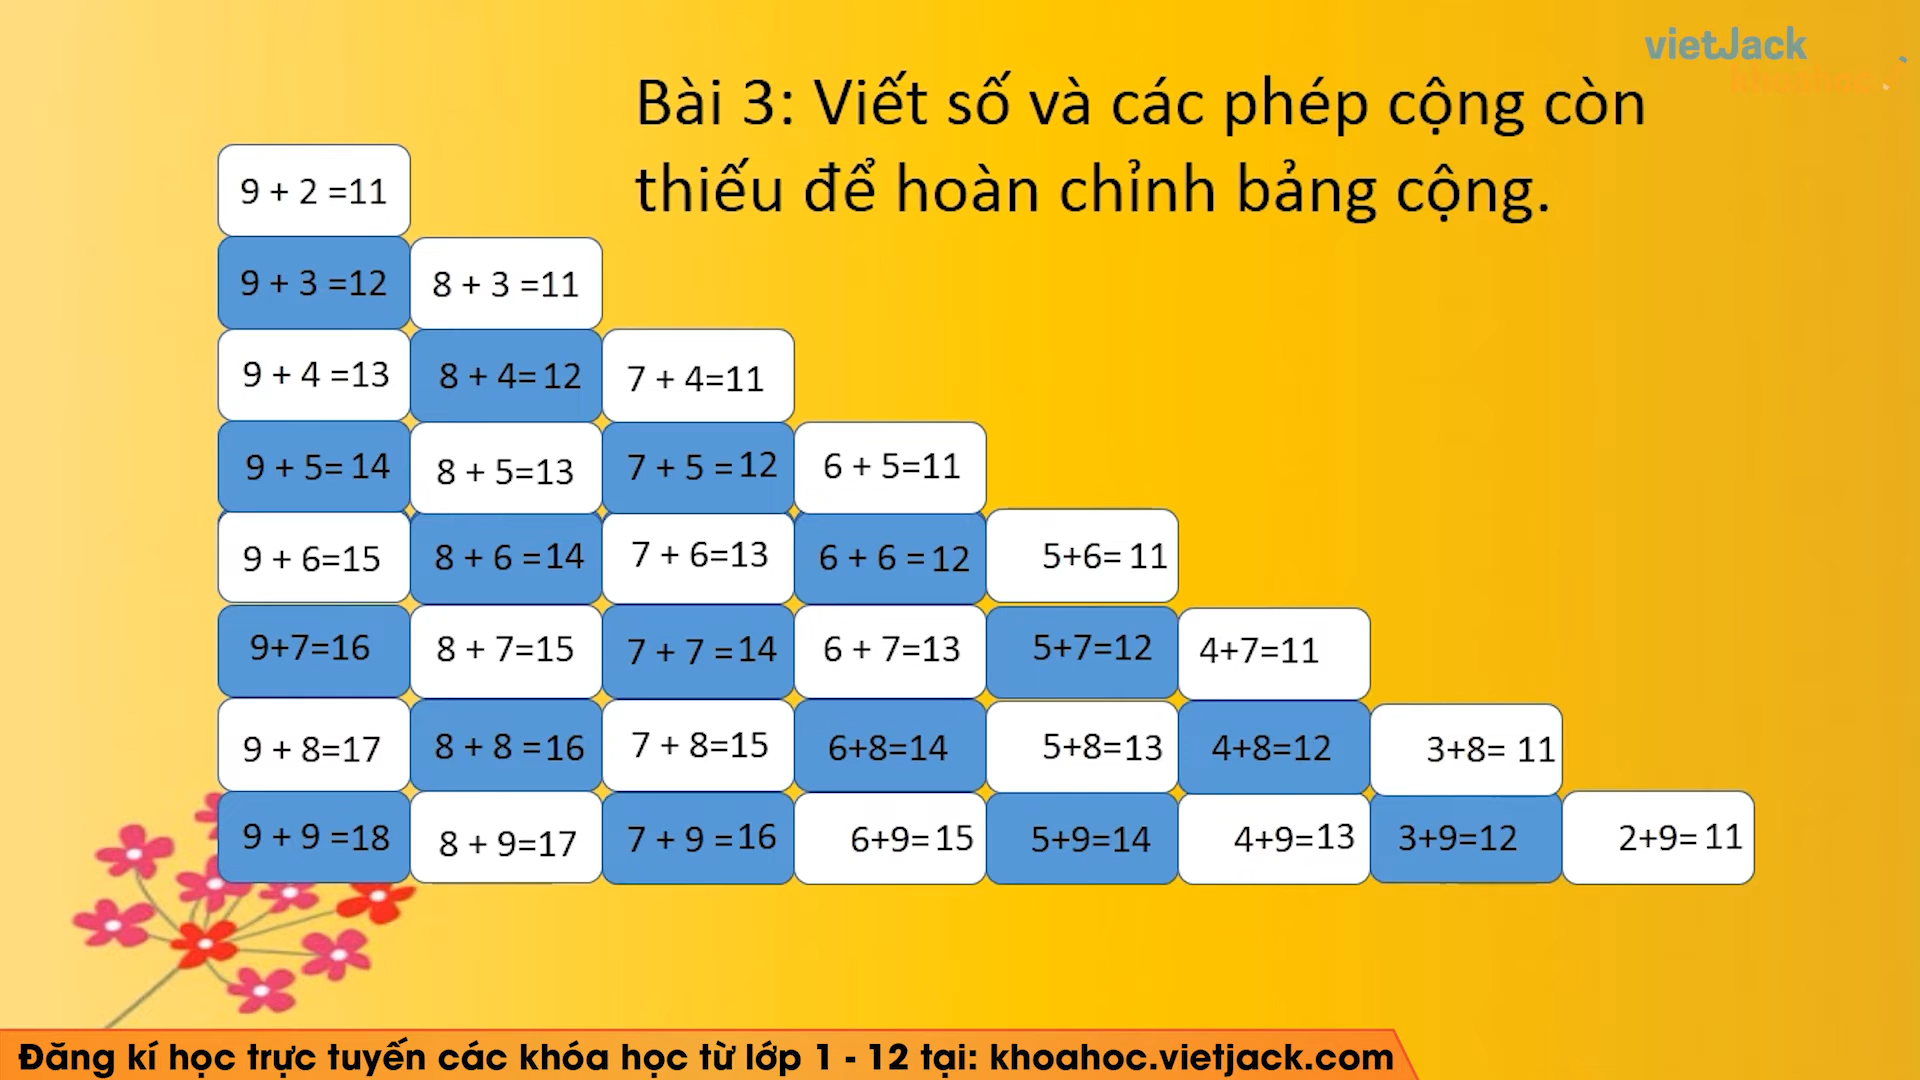 vietJack
khoahoc
Bài 3: Viết số và các phép cộng còn
thiếu để hoàn chỉnh bảng cộng.
9 + 2 =11
9 + 3 =12 8 + 3 =11
9 + 4 =13 8 + 4= 12 7 + 4=11
9 + 5= 14 8 + 5=13 7 + 5 = 12 6 + 5=11
9 + 6=15 8 + 6 = 14 7 + 6=13 6 + 6 = 12 5+6= 11
9+7=16 8 + 7=15 7 + 7 = 14 6 + 7=13 5+7=12 4+7=11
9 + 8=17 8 + 8 = 16 7 + 8=15 6+8=14 5+8=13 4+8=12 3+8= 11
9 + 9 =18 8 + 9=17 7 + 9 = 16 6+9= 15 5+9=14 4+9=13 3+9=12 2+9= 11
Đăng kí học trực tuyến các khóa học từ lớp 1 - 12 tại: khoahoc.vietjack.com